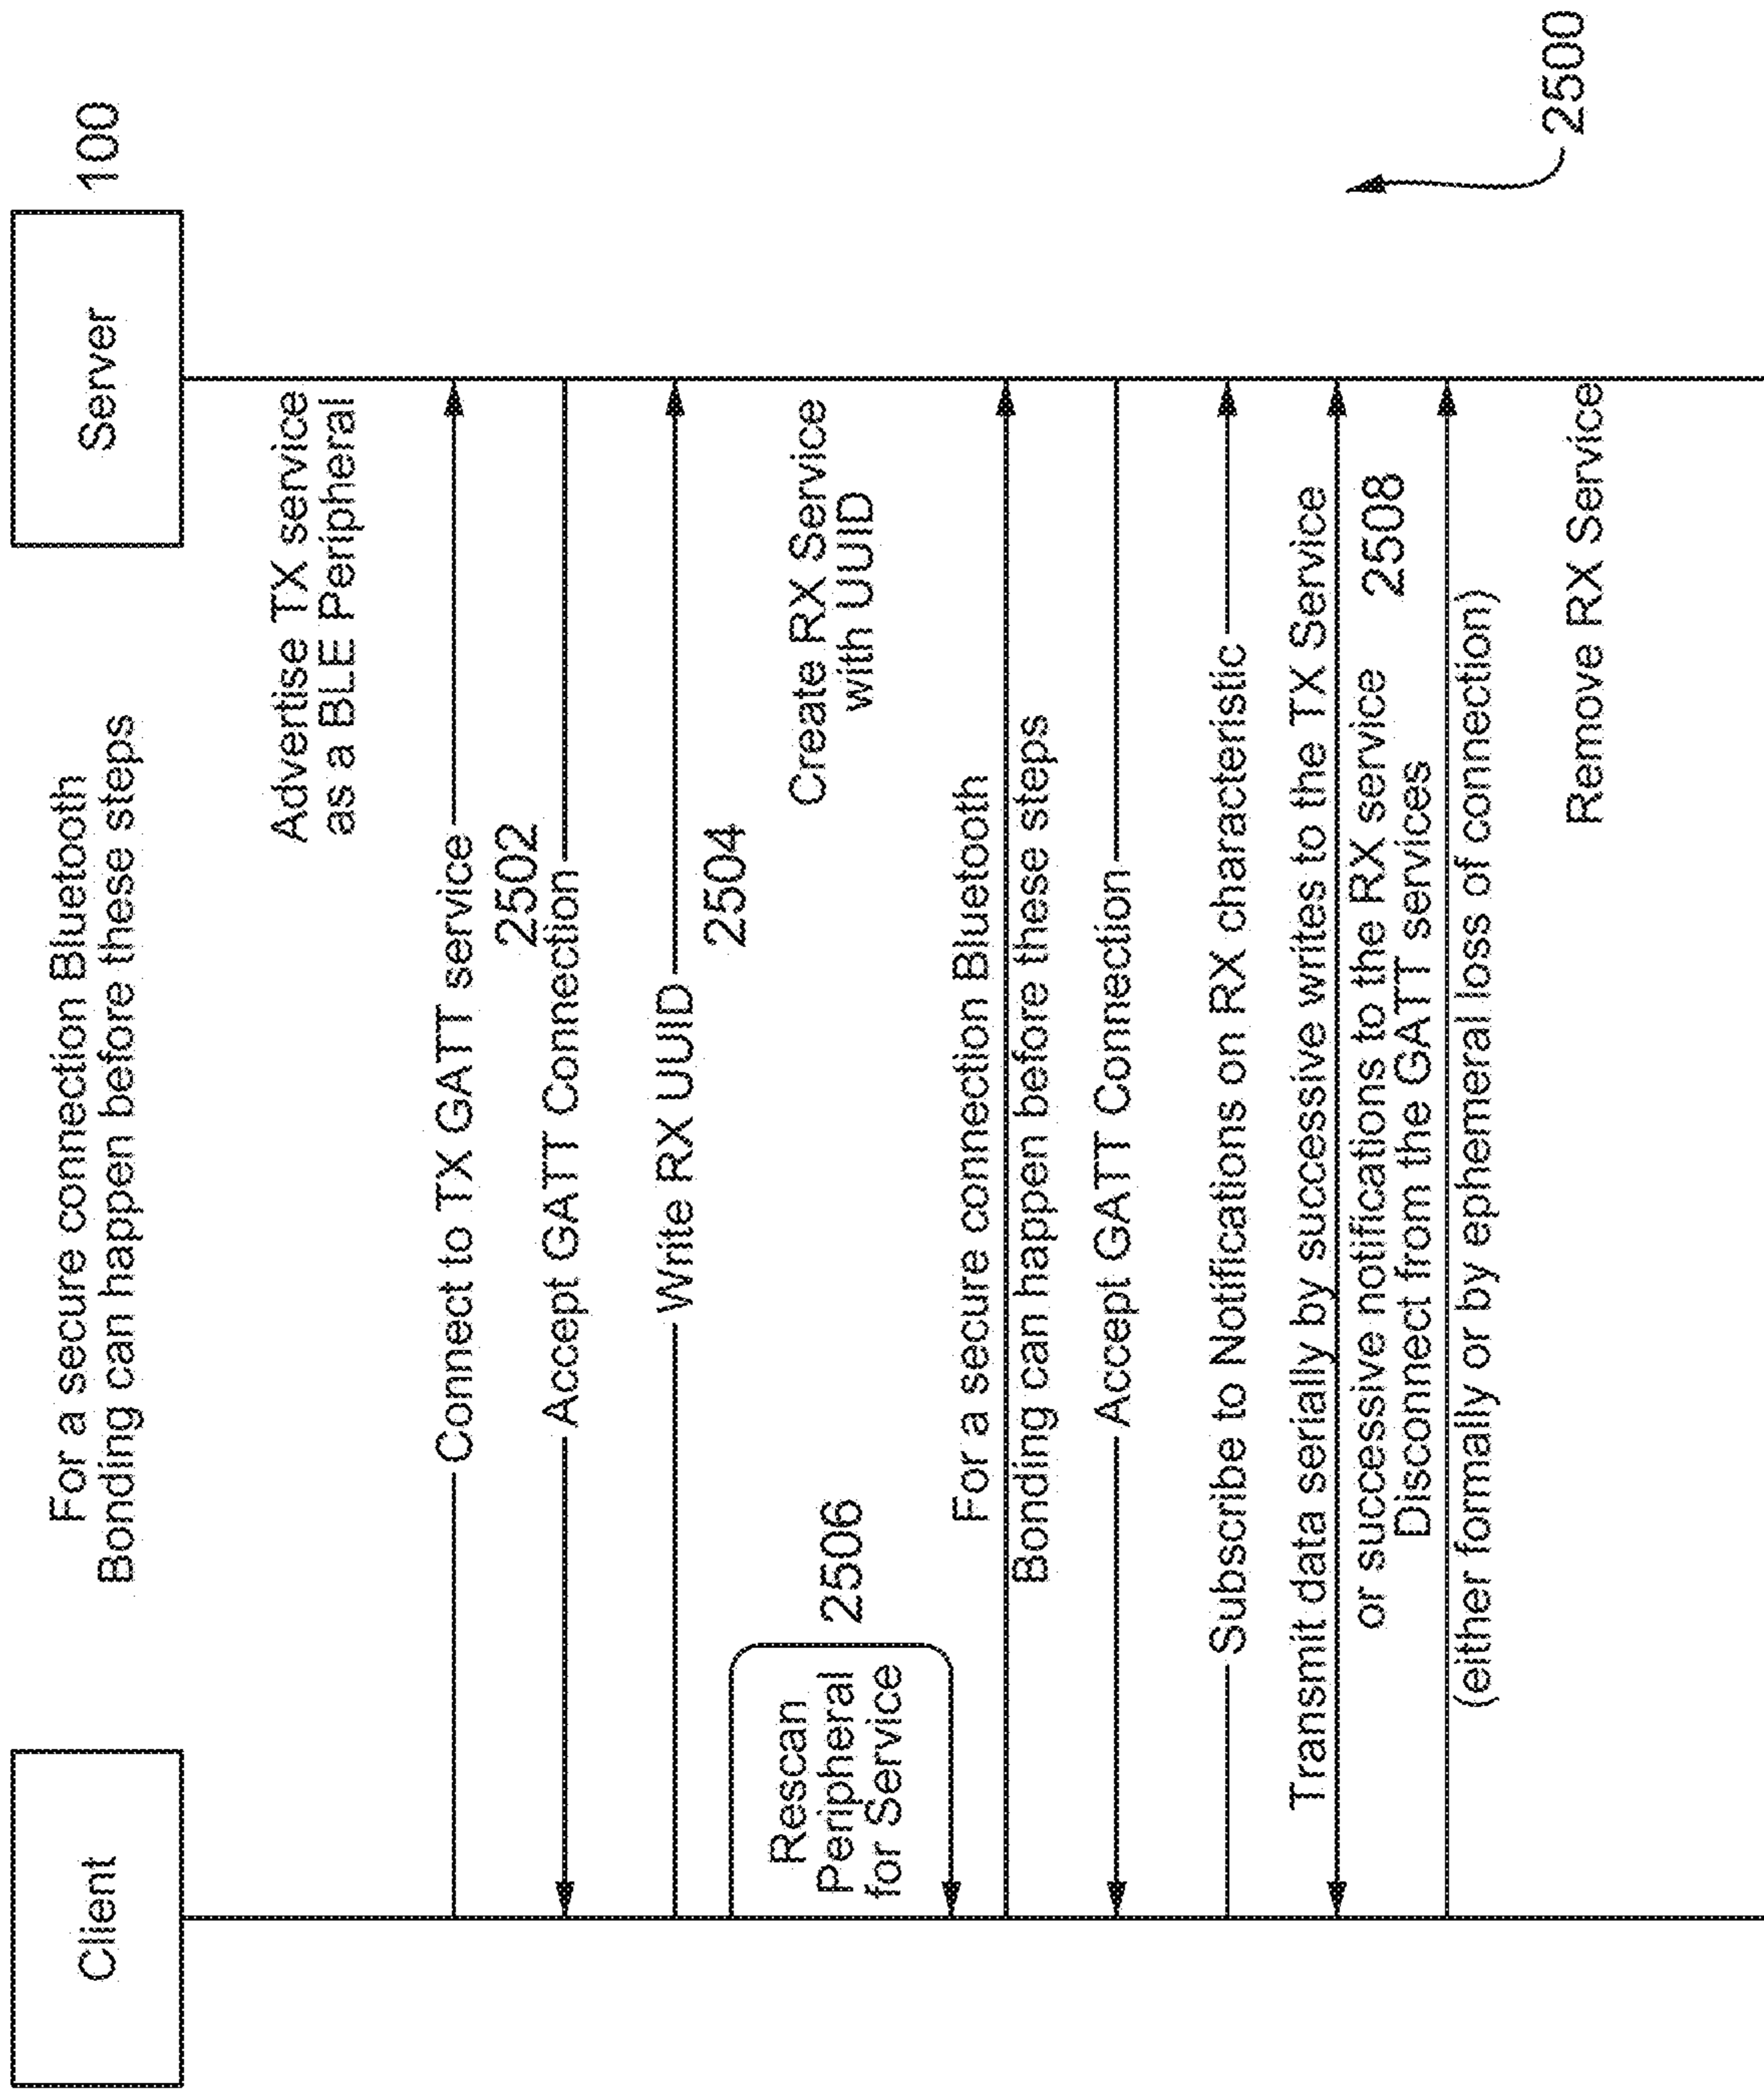 Client
Server
100
For a secure connection Bluetooth
Bonding can happen before these steps
Advertise TX service
as a BLE Peripheral
Connect to TX GATT service
2502
Accept GATT Connection
Write RX UUID
2504
Rescan
Peripheral
for Service
2506
Create RX Service
with UUID
For a secure connection Bluetooth
Bonding can happen before these steps
Accept GATT Connection
Subscribe to Notifications on RX characteristic
Transmit data serially by successive writes to the TX Service
or successive notifications to the RX service
2508
Disconnect from the GATT services
(either formally or by ephemeral loss of connection)
Remove RX Service
2500